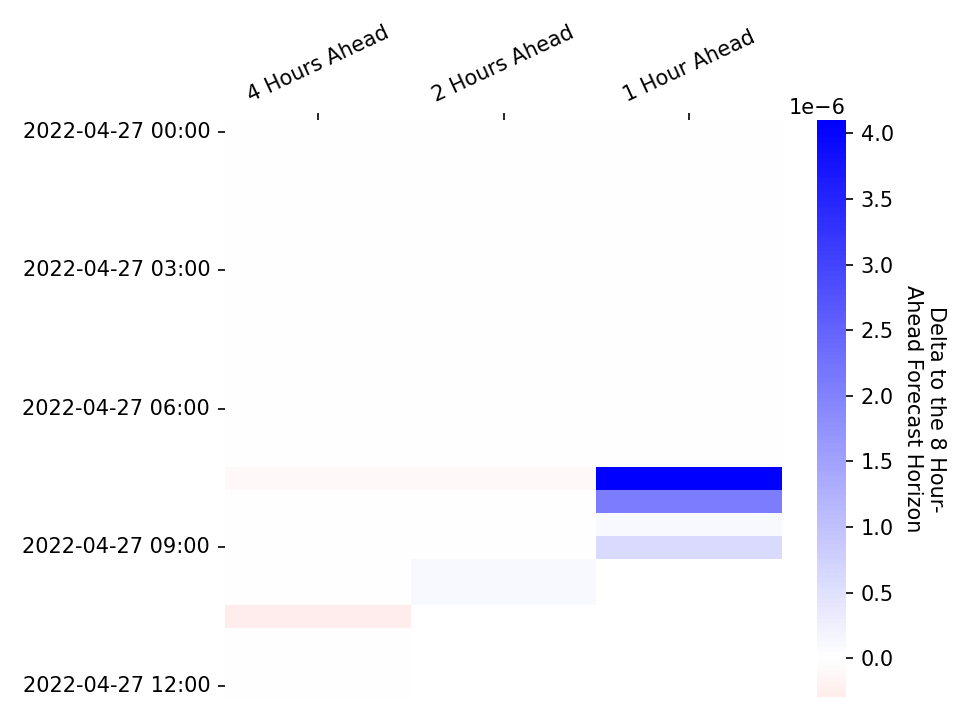 4 Hours Ahead
2 Hours Ahead
1 Hour Ahead
1e−6
2022-04-27 00:00
2022-04-27 03:00
2022-04-27 06:00
2022-04-27 09:00
2022-04-27 12:00
4.0
3.5
3.0
2.5
2.0
1.5
1.0
0.5
0.0
Delta to the 8 Hour-
Ahead Forecast Horizon